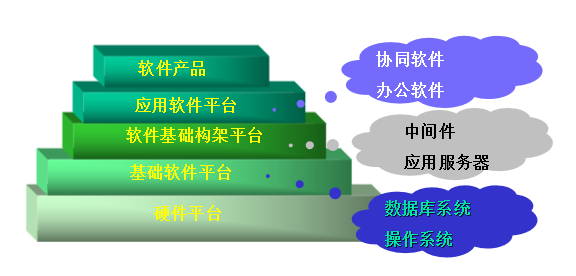 软件产品
应用软件平台
软件基础构架平台
基础软件平台
硬件平台
协同软件
办公软件
中间件
应用服务器
数据库系统
操作系统